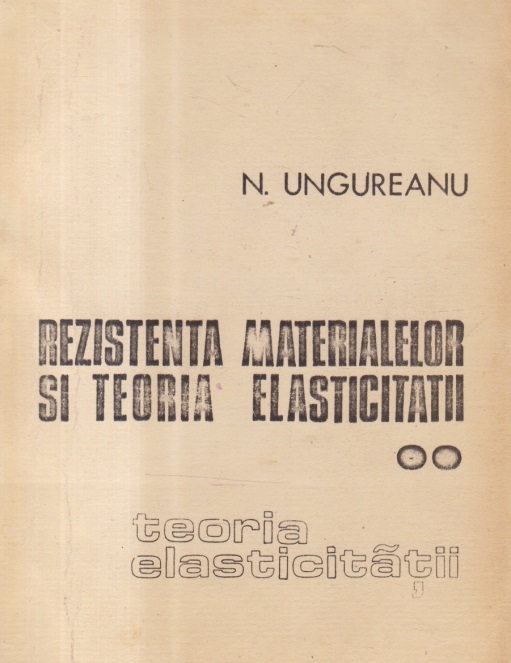 N. UNGUREANU
REZISTENTA MATERIALELOR
SI TEORIA ELASTICITATII
teoria
elasticităţii